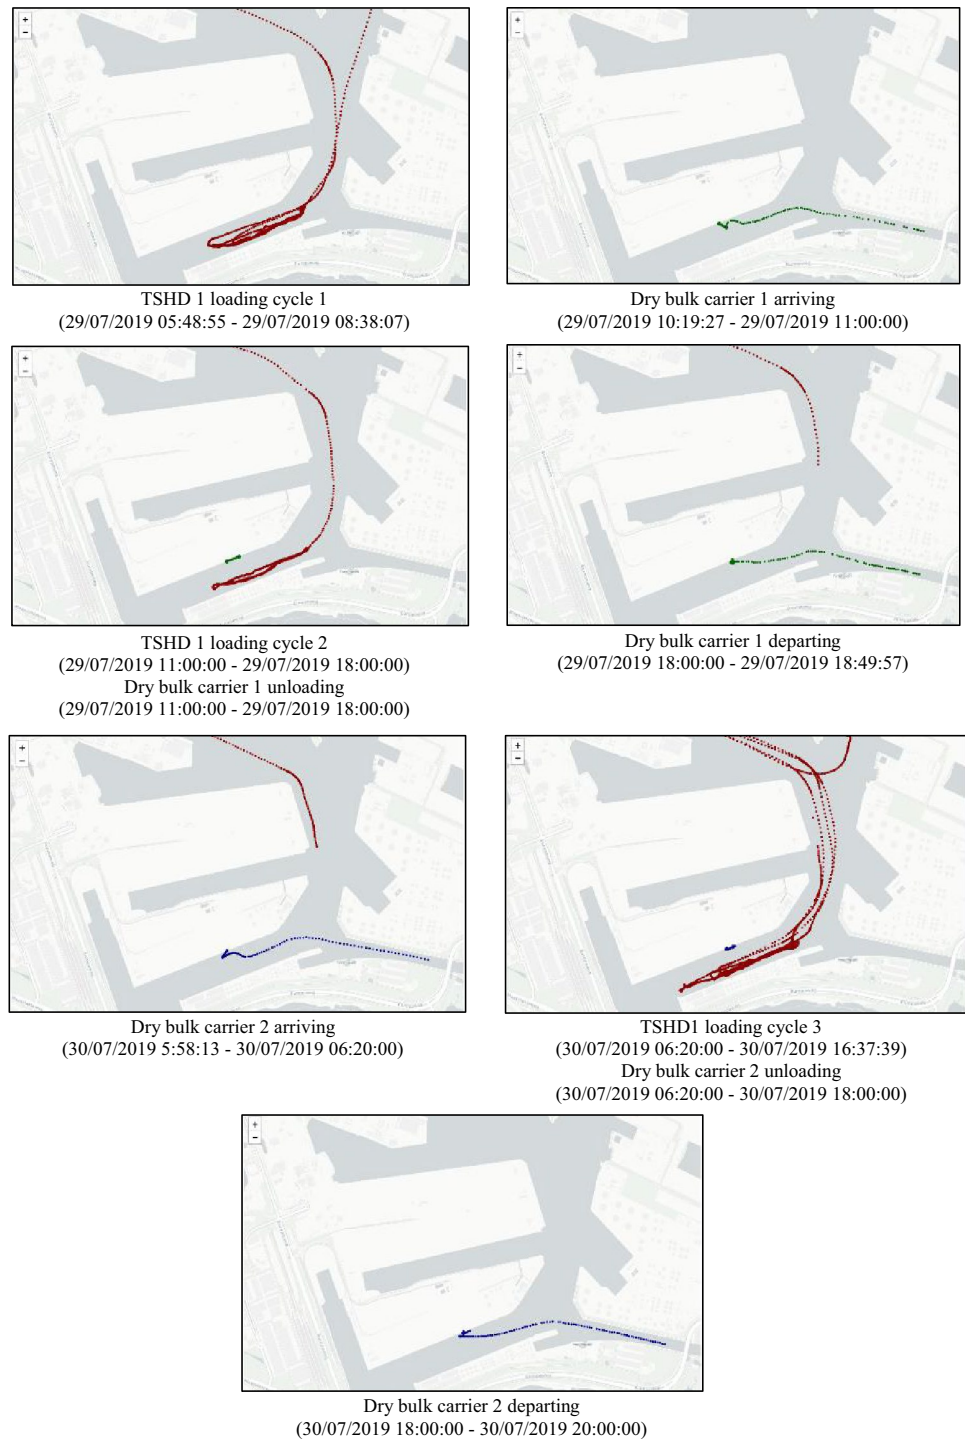 TSHD 1 loading cycle 1
(29/07/2019 05:48:55 - 29/07/2019 08:38:07)
Dry bulk carrier 1 arriving
(29/07/2019 10:19:27 - 29/07/2019 11:00:00)
TSHD 1 loading cycle 2
(29/07/2019 11:00:00 - 29/07/2019 18:00:00)
Dry bulk carrier 1 unloading
(29/07/2019 11:00:00 - 29/07/2019 18:00:00)
Dry bulk carrier 1 departing
(29/07/2019 18:00:00 - 29/07/2019 18:49:57)
Dry bulk carrier 2 arriving
(30/07/2019 5:58:13 - 30/07/2019 06:20:00)
TSHD1 loading cycle 3
(30/07/2019 06:20:00 - 30/07/2019 16:37:39)
Dry bulk carrier 2 unloading
(30/07/2019 06:20:00 - 30/07/2019 18:00:00)
Dry bulk carrier 2 departing
(30/07/2019 18:00:00 - 30/07/2019 20:00:00)